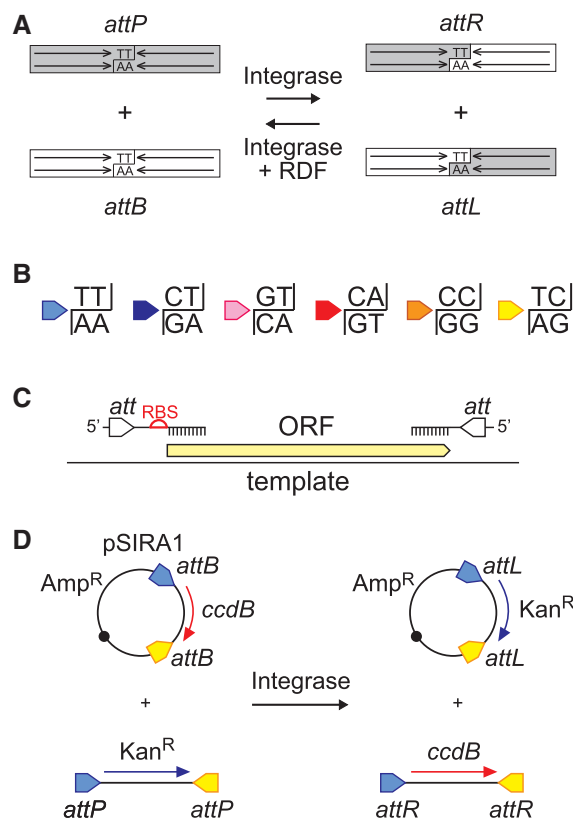 A
attP
attR
TT
AA
TT
AA
+
Integrase
+
Integrase
+ RDF
TT
AA
TT
AA
attB
attL
B
TT CT GT CA CC TC
AA GA CA GT GG AG
C
att RBS ORF att
5’ 5’
template
D
pSIRA1
AmpR attB
ccdB
attB
AmpR attL
KanR
attL
+
Integrase
+
KanR
attP attP
ccdB
attR attR